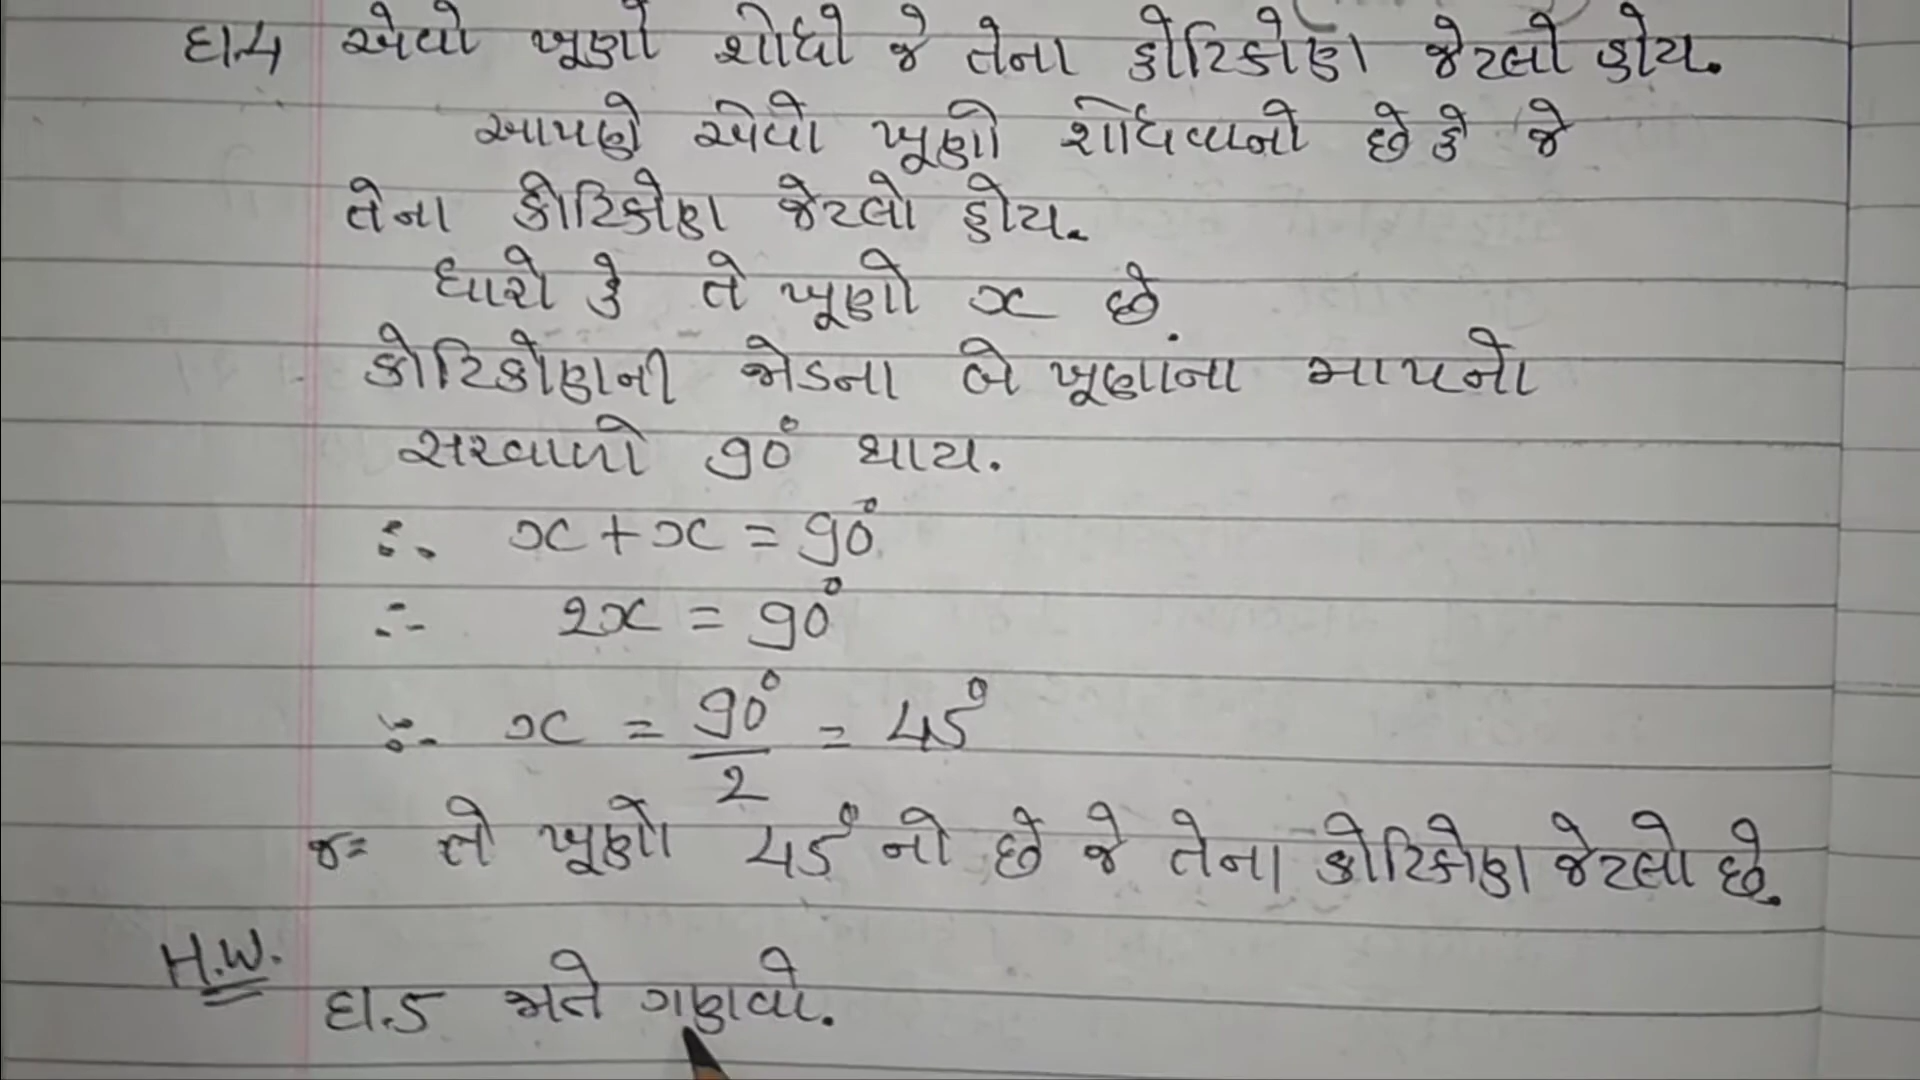 દા.4 એવો ખૂણો શોધો જે તેના કોટિકોણ જેટલો હોય.
આપણે એવો ખૂણો શોધવાનો છે કે જે
તેના કોટિકોણ જેટલો હોય.
ધારો કે તે ખૂણો x છે.
કોટિકોણની જોડના બે ખૂણાંના માપનો
સરવાળો 90° થાય.
∴ x + x = 90°
∴ 2x = 90°
∴ x = 90°/2 = 45°
જ= તે ખૂણો 45° નો છે જે તેના કોટિકોણ જેટલો છે.
H.W.
દા.5 જાતે ગણવો.